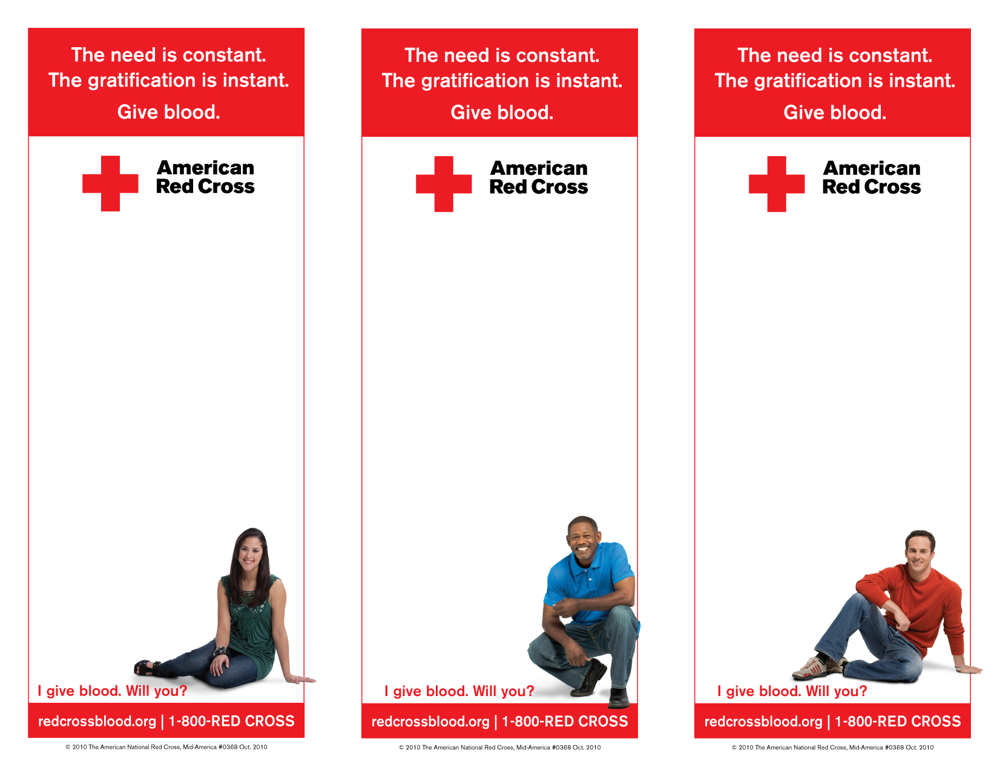 The need is constant.
The gratification is instant.
Give blood.
American
Red Cross
I give blood. Will you?
redcrossblood.org | 1-800-RED CROSS
© 2010 The American National Red Cross, Mid-America #0368 Oct. 2010
The need is constant.
The gratification is instant.
Give blood.
American
Red Cross
I give blood. Will you?
redcrossblood.org | 1-800-RED CROSS
© 2010 The American National Red Cross, Mid-America #0368 Oct. 2010
The need is constant.
The gratification is instant.
Give blood.
American
Red Cross
I give blood. Will you?
redcrossblood.org | 1-800-RED CROSS
© 2010 The American National Red Cross, Mid-America #0368 Oct. 2010